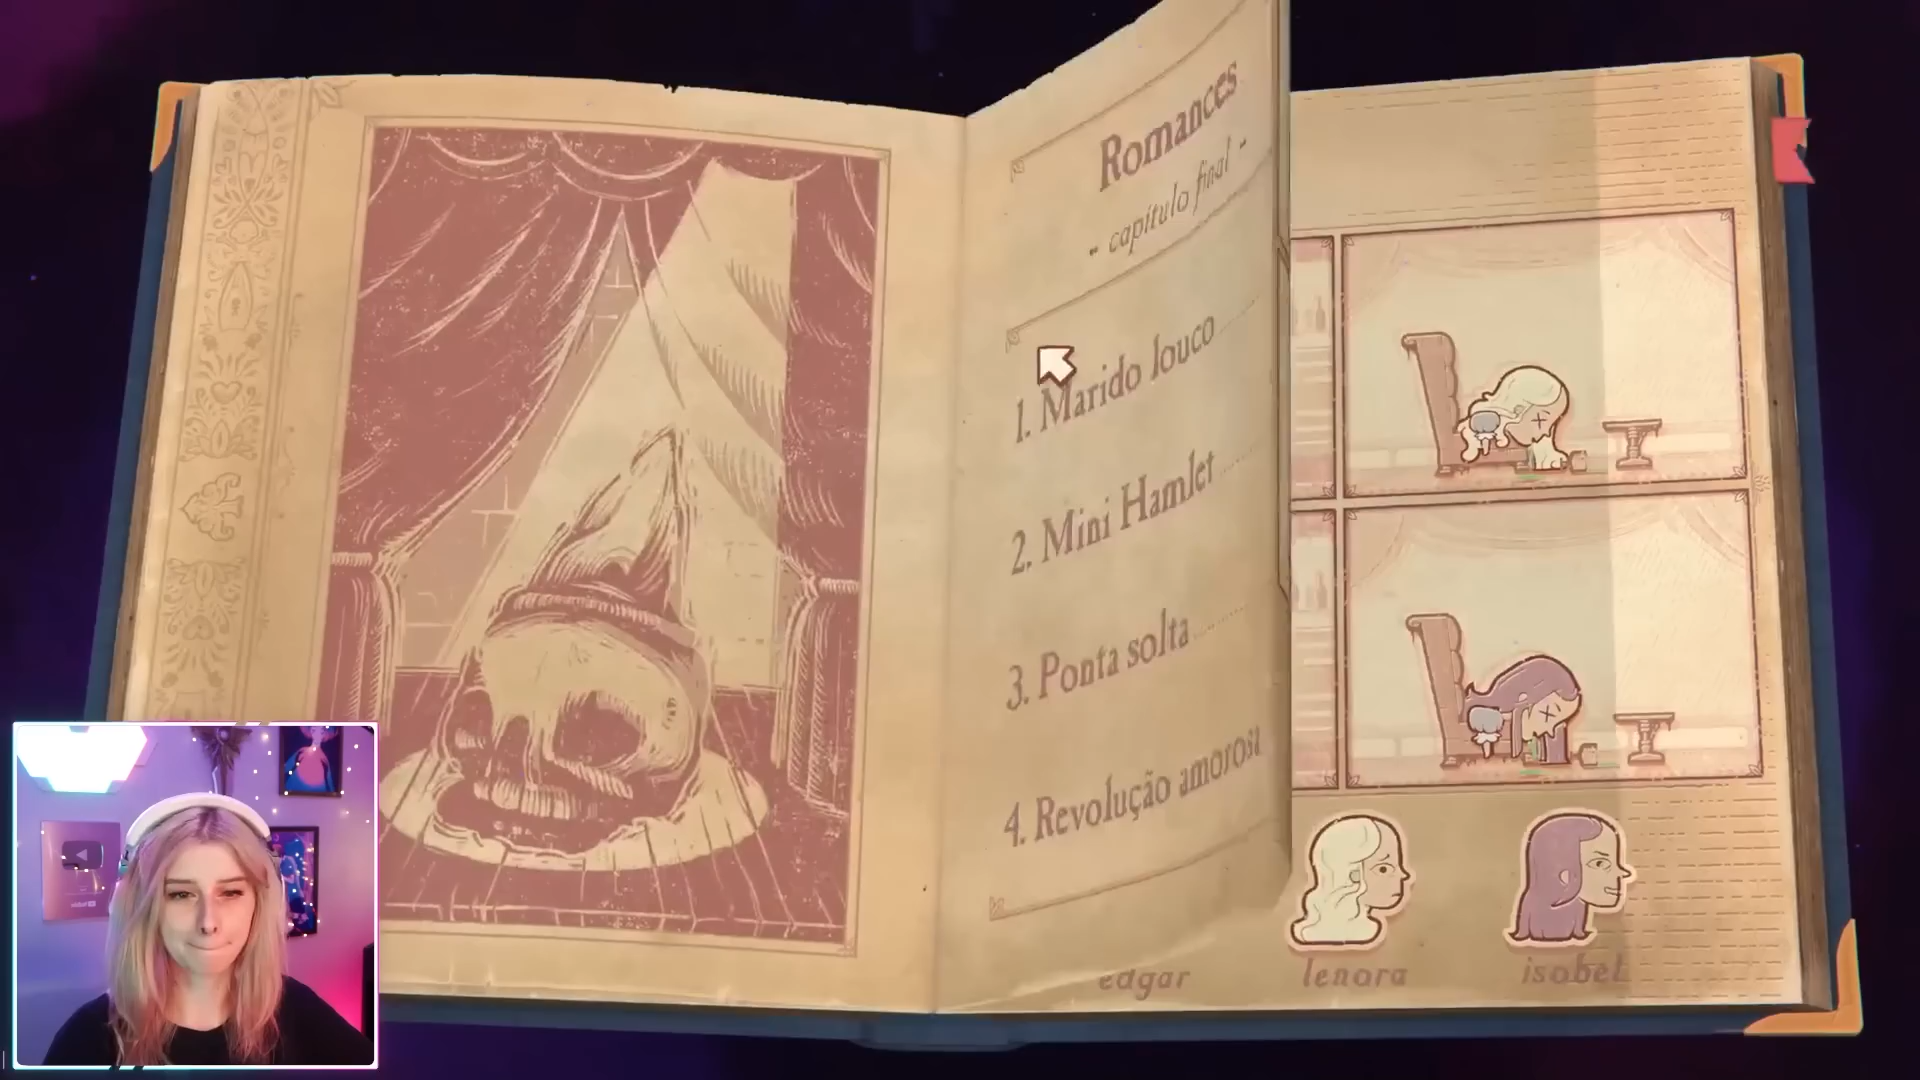 Romances
- capítulo final -
1. Marido louco
2. Mini Hamlet
3. Ponta solta
4. Revolução amorosa
edgar
lenora
isobel